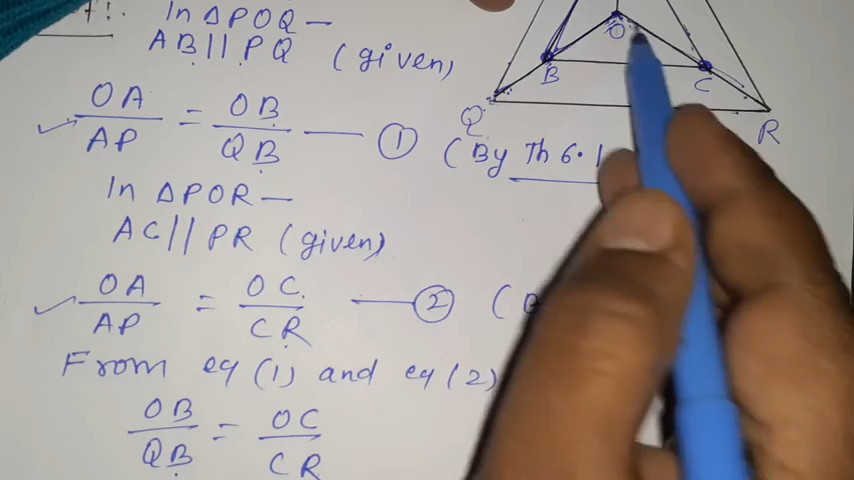 In ΔPOQ —
AB || PQ (given)
OA/AP = OB/QB —— ① (By Th 6.1
In ΔPOR —
AC || PR (given)
OA/AP = OC/CR —— ② (
From eq (1) and eq (2)
OB/QB = OC/CR
O
B
C
Q
R